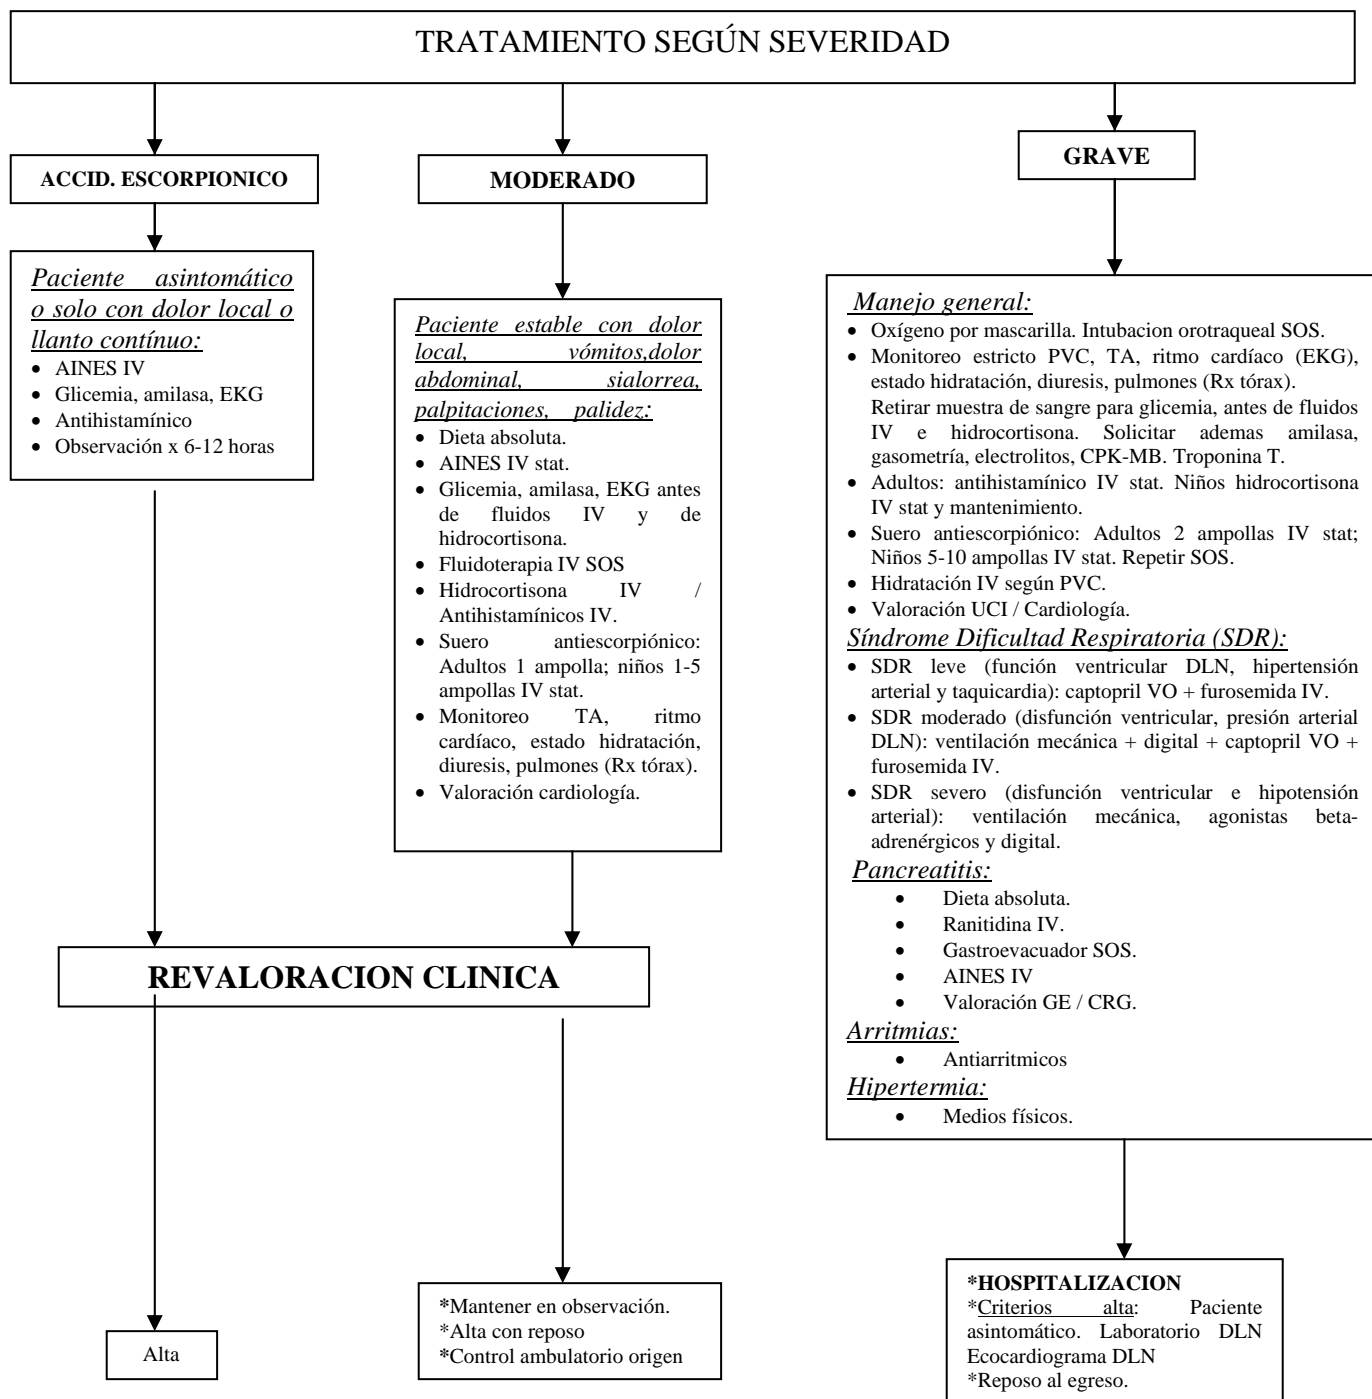 TRATAMIENTO SEGÚN SEVERIDAD
ACCID. ESCORPIONICO
Paciente asintomático
o solo con dolor local o
llanto contínuo:
• AINES IV
• Glicemia, amilasa, EKG
• Antihistamínico
• Observación x 6-12 horas
MODERADO
Paciente estable con dolor
local, vómitos,dolor
abdominal, sialorrea,
palpitaciones, palidez:
• Dieta absoluta.
• AINES IV stat.
• Glicemia, amilasa, EKG antes
de fluidos IV y de
hidrocortisona.
• Fluidoterapia IV SOS
• Hidrocortisona IV /
Antihistamínicos IV.
• Suero antiescorpiónico:
Adultos 1 ampolla; niños 1-5
ampollas IV stat.
• Monitoreo TA, ritmo
cardíaco, estado hidratación,
diuresis, pulmones (Rx tórax).
• Valoración cardiología.
GRAVE
Manejo general:
• Oxígeno por mascarilla. Intubacion orotraqueal SOS.
• Monitoreo estricto PVC, TA, ritmo cardíaco (EKG),
estado hidratación, diuresis, pulmones (Rx tórax).
Retirar muestra de sangre para glicemia, antes de fluidos
IV e hidrocortisona. Solicitar ademas amilasa,
gasometría, electrolitos, CPK-MB. Troponina T.
• Adultos: antihistamínico IV stat. Niños hidrocortisona
IV stat y mantenimiento.
• Suero antiescorpiónico: Adultos 2 ampollas IV stat;
Niños 5-10 ampollas IV stat. Repetir SOS.
• Hidratación IV según PVC.
• Valoración UCI / Cardiología.
Síndrome Dificultad Respiratoria (SDR):
• SDR leve (función ventricular DLN, hipertensión
arterial y taquicardia): captopril VO + furosemida IV.
• SDR moderado (disfunción ventricular, presión arterial
DLN): ventilación mecánica + digital + captopril VO +
furosemida IV.
• SDR severo (disfunción ventricular e hipotensión
arterial): ventilación mecánica, agonistas beta-
adrenérgicos y digital.
Pancreatitis:
• Dieta absoluta.
• Ranitidina IV.
• Gastroevacuador SOS.
• AINES IV
• Valoración GE / CRG.
Arritmias:
• Antiarritmicos
Hipertermia:
• Medios físicos.
REVALORACION CLINICA
Alta
*Mantener en observación.
*Alta con reposo
*Control ambulatorio origen
*HOSPITALIZACION
*Criterios alta: Paciente
asintomático. Laboratorio DLN
Ecocardiograma DLN
*Reposo al egreso.